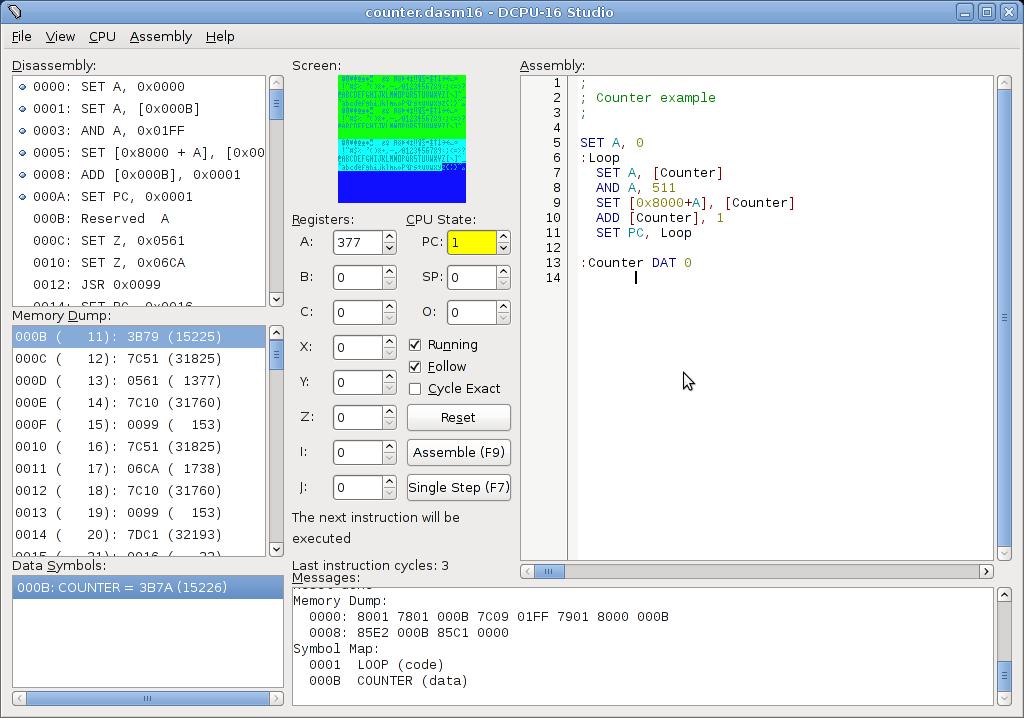 counter.dasm16 - DCPU-16 Studio
File View CPU Assembly Help
Disassembly:
0000: SET A, 0x0000
0001: SET A, [0x000B]
0003: AND A, 0x01FF
0005: SET [0x8000 + A], [0x00
0008: ADD [0x000B], 0x0001
000A: SET PC, 0x0001
000B: Reserved A
000C: SET Z, 0x0561
0010: SET Z, 0x06CA
0012: JSR 0x0099
0014: SET PC, 0x0016
Memory Dump:
000B ( 11): 3B79 (15225)
000C ( 12): 7C51 (31825)
000D ( 13): 0561 ( 1377)
000E ( 14): 7C10 (31760)
000F ( 15): 0099 ( 153)
0010 ( 16): 7C51 (31825)
0011 ( 17): 06CA ( 1738)
0012 ( 18): 7C10 (31760)
0013 ( 19): 0099 ( 153)
0014 ( 20): 7DC1 (32193)
0015 ( 21): 0016 ( 22)
Data Symbols:
000B: COUNTER = 3B7A (15226)
Screen:
Registers:
A: 377
B: 0
C: 0
X: 0
Y: 0
Z: 0
I: 0
J: 0
CPU State:
PC: 1
SP: 0
O: 0
Running
Follow
Cycle Exact
Reset
Assemble (F9)
Single Step (F7)
The next instruction will be
executed
Last instruction cycles: 3
Assembly:
1 ;
2 ; Counter example
3 ;
4
5 SET A, 0
6 :Loop
7 SET A, [Counter]
8 AND A, 511
9 SET [0x8000+A], [Counter]
10 ADD [Counter], 1
11 SET PC, Loop
12
13 :Counter DAT 0
14
Messages:
Memory Dump:
0000: 8001 7801 000B 7C09 01FF 7901 8000 000B
0008: 85E2 000B 85C1 0000
Symbol Map:
0001 LOOP (code)
000B COUNTER (data)